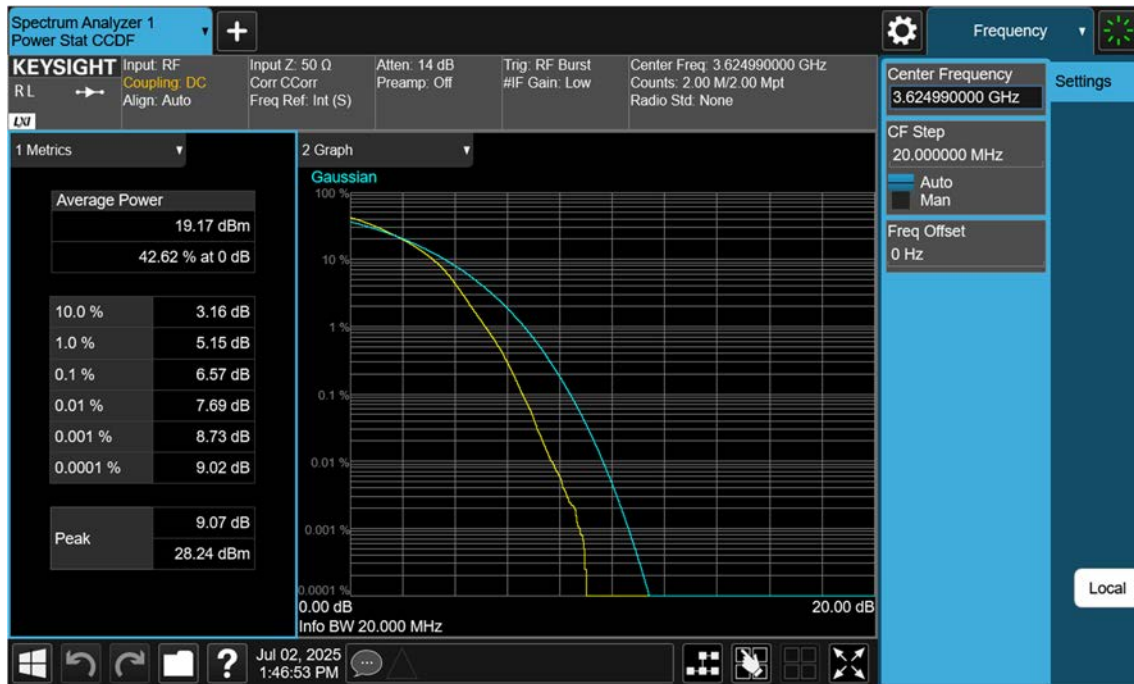 Spectrum Analyzer 1
Power Stat CCDF
Frequency
KEYSIGHT
RL
LXI
Input: RF
Coupling: DC
Align: Auto
Input Z: 50 Ω
Corr CCorr
Freq Ref: Int (S)
Atten: 14 dB
Preamp: Off
Trig: RF Burst
#IF Gain: Low
Center Freq: 3.624990000 GHz
Counts: 2.00 M/2.00 Mpt
Radio Std: None
Center Frequency
3.624990000 GHz
Settings
CF Step
20.000000 MHz
Auto
Man
Freq Offset
0 Hz
1 Metrics
Average Power
19.17 dBm
42.62 % at 0 dB
10.0 % 3.16 dB
1.0 % 5.15 dB
0.1 % 6.57 dB
0.01 % 7.69 dB
0.001 % 8.73 dB
0.0001 % 9.02 dB
Peak
9.07 dB
28.24 dBm
2 Graph
Gaussian
100 %
10 %
1 %
0.1 %
0.01 %
0.001 %
0.0001 %
0.00 dB 20.00 dB
Info BW 20.000 MHz
Local
?
Jul 02, 2025
1:46:53 PM